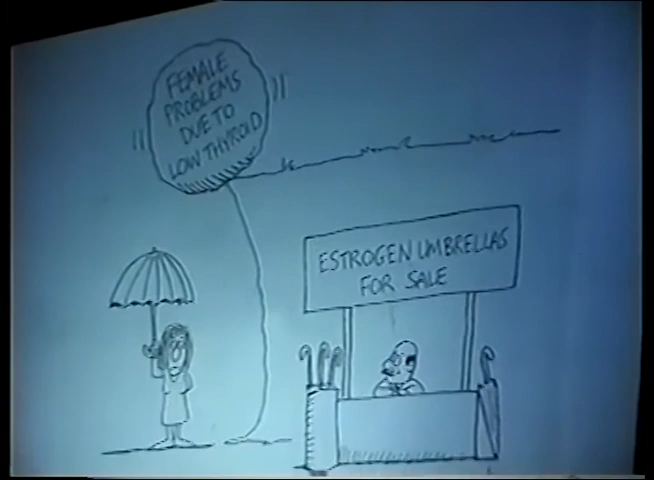 FEMALE
PROBLEMS
DUE TO
LOW THYROID
ESTROGEN UMBRELLAS
FOR SALE